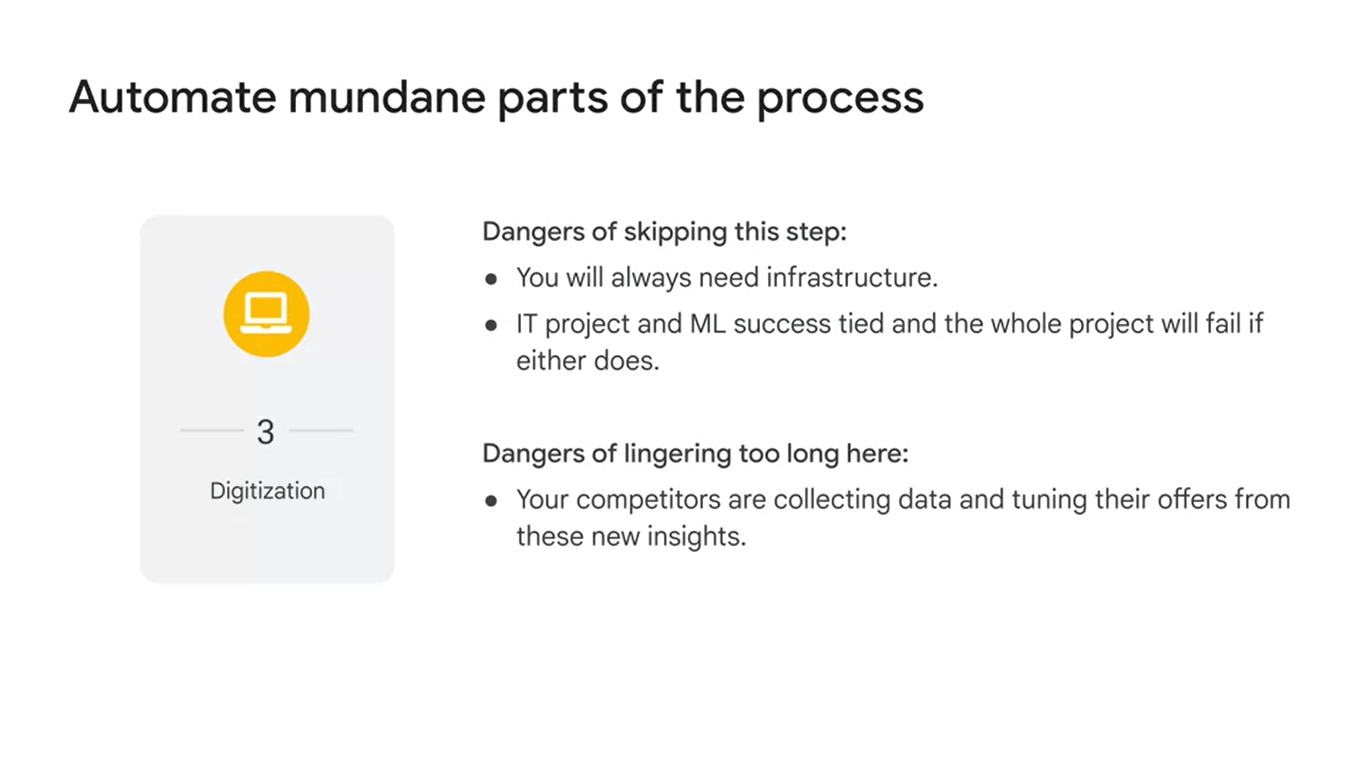 Automate mundane parts of the process
3
Digitization
Dangers of skipping this step:
● You will always need infrastructure.
● IT project and ML success tied and the whole project will fail if
either does.
Dangers of lingering too long here:
● Your competitors are collecting data and tuning their offers from
these new insights.